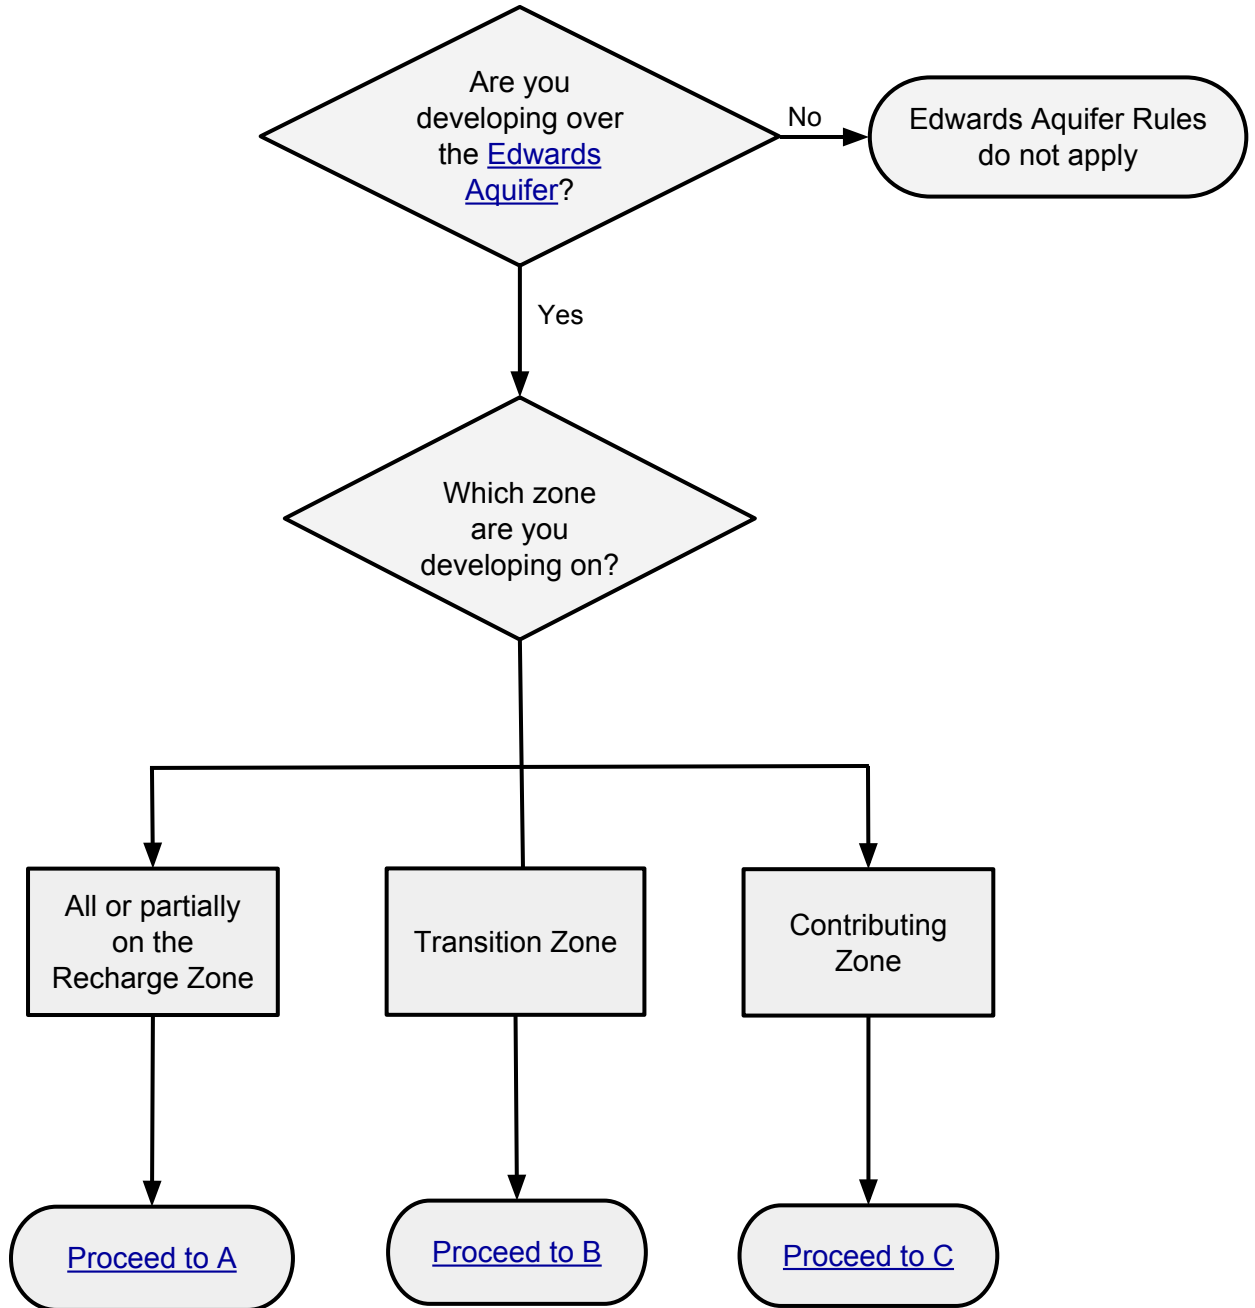 Are you
developing over
the Edwards
Aquifer?
No
Edwards Aquifer Rules
do not apply
Yes
Which zone
are you
developing on?
All or partially
on the
Recharge Zone
Transition Zone
Contributing
Zone
Proceed to A
Proceed to B
Proceed to C